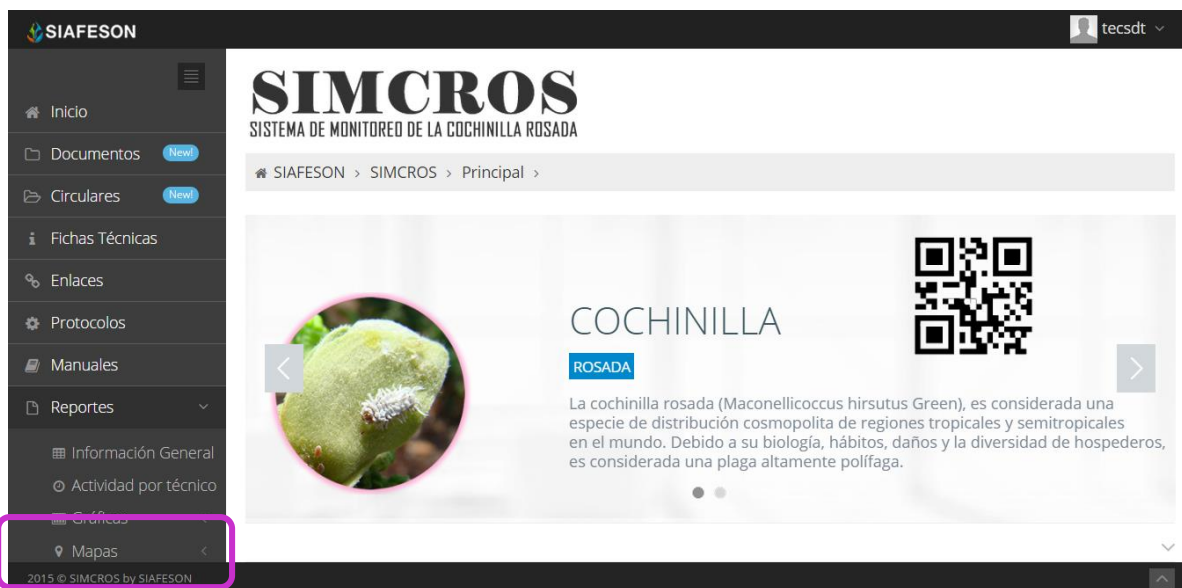 SIAFESON
tecsdt
Inicio
Documentos New!
Circulares New!
Fichas Técnicas
Enlaces
Protocolos
Manuales
Reportes
Información General
Actividad por técnico
Gráficas
Mapas
2015 © SIMCROS by SIAFESON
SIMCROS
SISTEMA DE MONITOREO DE LA COCHINILLA ROSADA
SIAFESON > SIMCROS > Principal >
COCHINILLA
ROSADA
La cochinilla rosada (Maconellicoccus hirsutus Green), es considerada una
especie de distribución cosmopolita de regiones tropicales y semitropicales
en el mundo. Debido a su biología, hábitos, daños y la diversidad de hospederos,
es considerada una plaga altamente polífaga.